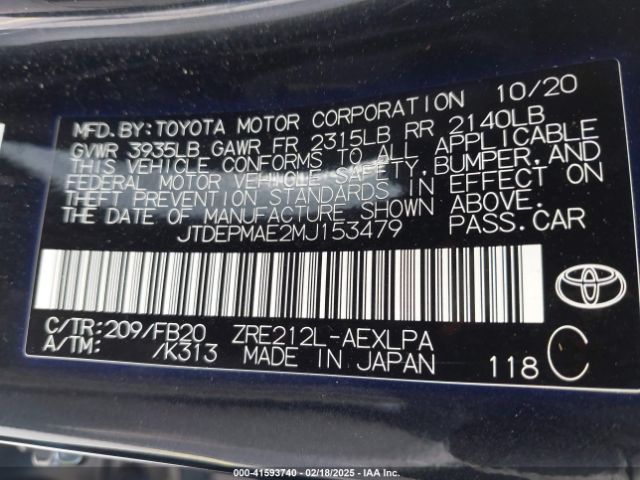 10/20
MFD.BY:TOYOTA MOTOR CORPORATION
GVWR 3935LB GAWR FR 2315LB RR 2140LB
THIS VEHICLE CONFORMS TO ALL APPLICABLE
FEDERAL MOTOR VEHICLE SAFETY,BUMPER,AND
THEFT PREVENTION STANDARDS IN EFFECT ON
THE DATE OF MANUFACTURE SHOWN ABOVE.
JTDEPMAE2MJ153479 PASS.CAR
C/TR:209/FB20 ZRE212L-AEXLPA
A/TM: /K313 MADE IN JAPAN 118 C
00-41593740 - 02/18/2025 - IAA, Inc.